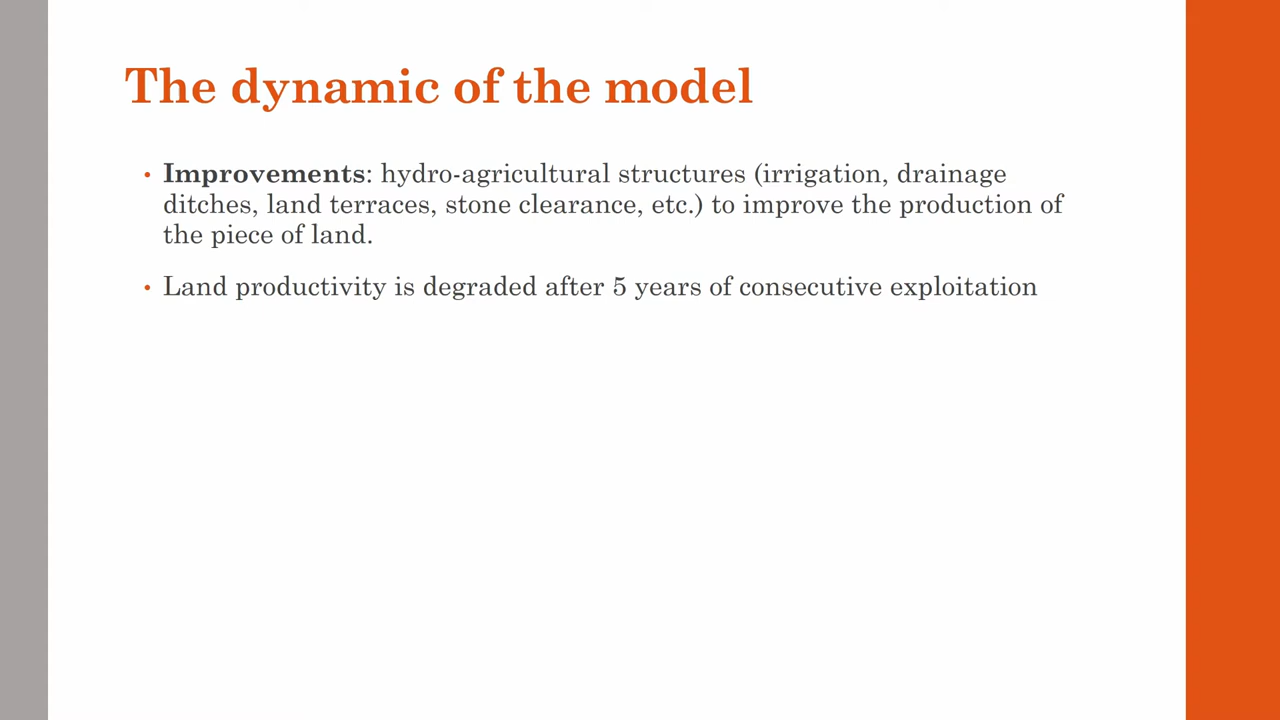 The dynamic of the model
• Improvements: hydro-agricultural structures (irrigation, drainage
ditches, land terraces, stone clearance, etc.) to improve the production of
the piece of land.
• Land productivity is degraded after 5 years of consecutive exploitation